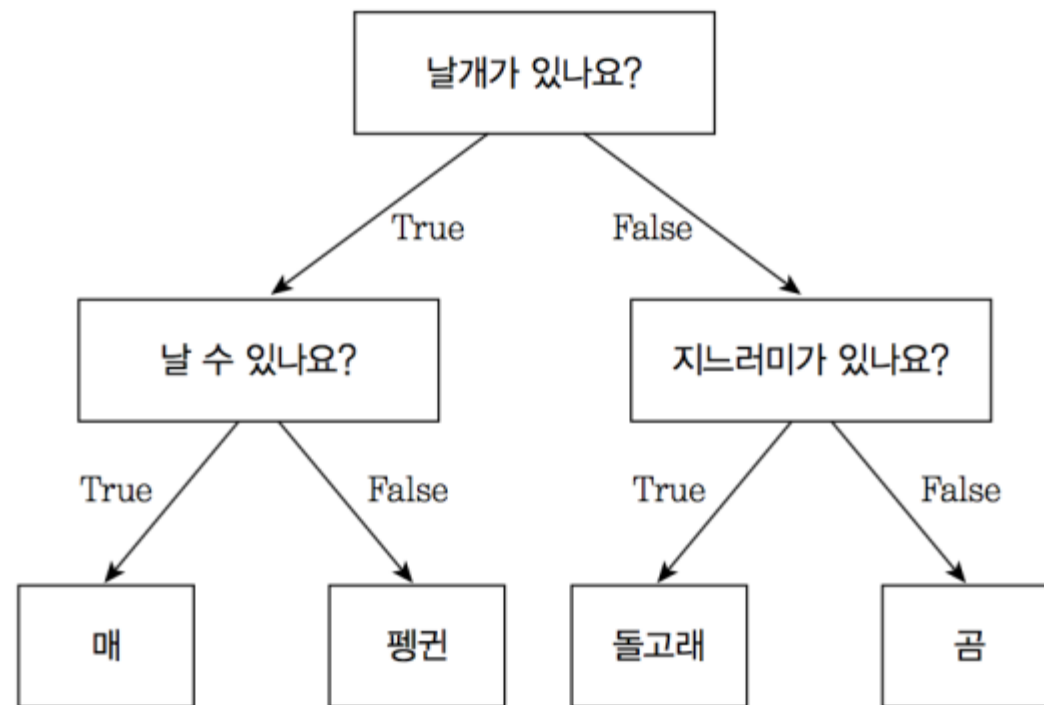 날개가 있나요?
True
False
날 수 있나요?
지느러미가 있나요?
True
False
True
False
매
펭귄
돌고래
곰